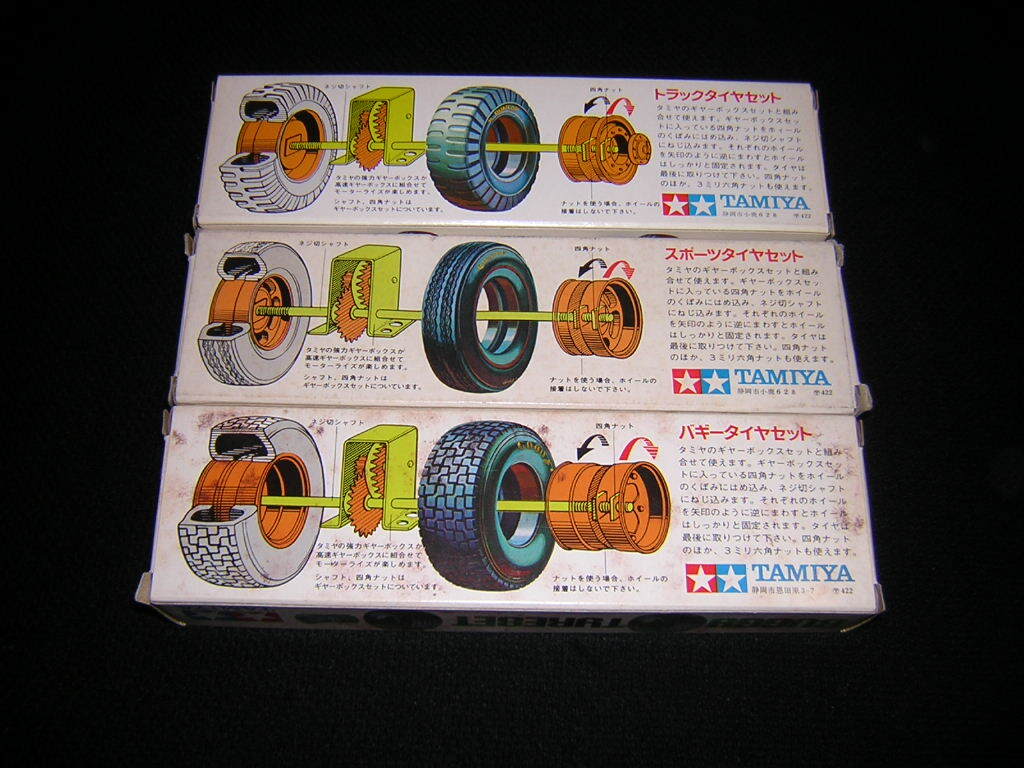 ネジ切シャフト
タミヤの強力ギヤーボックスが
高速ギヤーボックスに組合せて
モーターライズが楽しめます。
シャフト、四角ナットは
ギヤーボックスセットについています。
四角ナット
ナットを使う場合、ホイールの
接着はしないで下さい。
トラックタイヤセット
タミヤのギヤーボックスセットと組み
合せて使えます。ギヤーボックスセッ
トに入っている四角ナットをホイール
のくぼみにはめ込み、ネジ切シャフト
にねじ込みます。それぞれのホイール
を矢印のように逆にまわすとホイール
はしっかりと固定されます。タイヤは
最後に取りつけて下さい。四角ナット
のほか、3ミリ六角ナットも使えます。
TAMIYA
静岡市小鹿628 〒422
ネジ切シャフト
タミヤの強力ギヤーボックスが
高速ギヤーボックスに組合せて
モーターライズが楽しめます。
シャフト、四角ナットは
ギヤーボックスセットについています。
四角ナット
ナットを使う場合、ホイールの
接着はしないで下さい。
スポーツタイヤセット
タミヤのギヤーボックスセットと組み
合せて使えます。ギヤーボックスセッ
トに入っている四角ナットをホイール
のくぼみにはめ込み、ネジ切シャフト
にねじ込みます。それぞれのホイール
を矢印のように逆にまわすとホイール
はしっかりと固定されます。タイヤは
最後に取りつけて下さい。四角ナット
のほか、3ミリ六角ナットも使えます。
TAMIYA
静岡市小鹿628 〒422
ネジ切シャフト
タミヤの強力ギヤーボックスが
高速ギヤーボックスに組合せて
モーターライズが楽しめます。
シャフト、四角ナットは
ギヤーボックスセットについています。
四角ナット
ナットを使う場合、ホイールの
接着はしないで下さい。
バギータイヤセット
タミヤのギヤーボックスセットと組み
合せて使えます。ギヤーボックスセッ
トに入っている四角ナットをホイール
のくぼみにはめ込み、ネジ切シャフト
にねじ込みます。それぞれのホイール
を矢印のように逆にまわすとホイール
はしっかりと固定されます。タイヤは
最後に取りつけて下さい。四角ナット
のほか、3ミリ六角ナットも使えます。
TAMIYA
静岡市恩田原3-7 〒422
TYRE SET